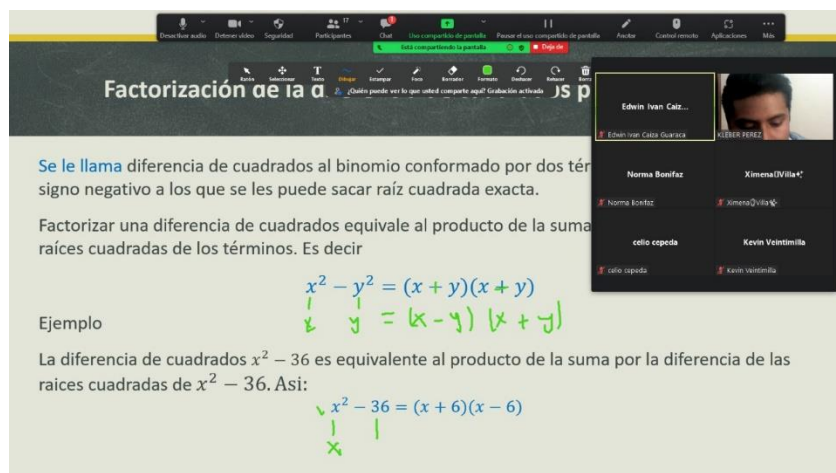 Desactivar audio Detener video Seguridad Participantes 17 Chat Uso compartido de pantalla Pausar el uso compartido de pantalla Anotar Control remoto Aplicaciones Más
Está compartiendo la pantalla Deja de
Ratón Seleccionar Texto Dibujar Estampar Foco Borrador Formato Deshacer Rehacer Borra
¿Quién puede ver lo que usted comparte aquí? Grabación activada
Factorización de la d
os p
Edwin Ivan Caiz...
Edwin Ivan Caiza Guaraca
KLEBER PEREZ
Norma Bonifaz
Norma Bonifaz
celio cepeda
Kevin Veintimilla
celio cepeda
Kevin Veintimilla
Se le llama diferencia de cuadrados al binomio conformado por dos tér
signo negativo a los que se les puede sacar raíz cuadrada exacta.
Factorizar una diferencia de cuadrados equivale al producto de la suma
raíces cuadradas de los términos. Es decir
x² − y² = (x + y)(x + y)
x y = (x - y) (x + y)
Ejemplo
La diferencia de cuadrados x² − 36 es equivalente al producto de la suma por la diferencia de las
raices cuadradas de x² − 36. Asi:
x² − 36 = (x + 6)(x − 6)
x